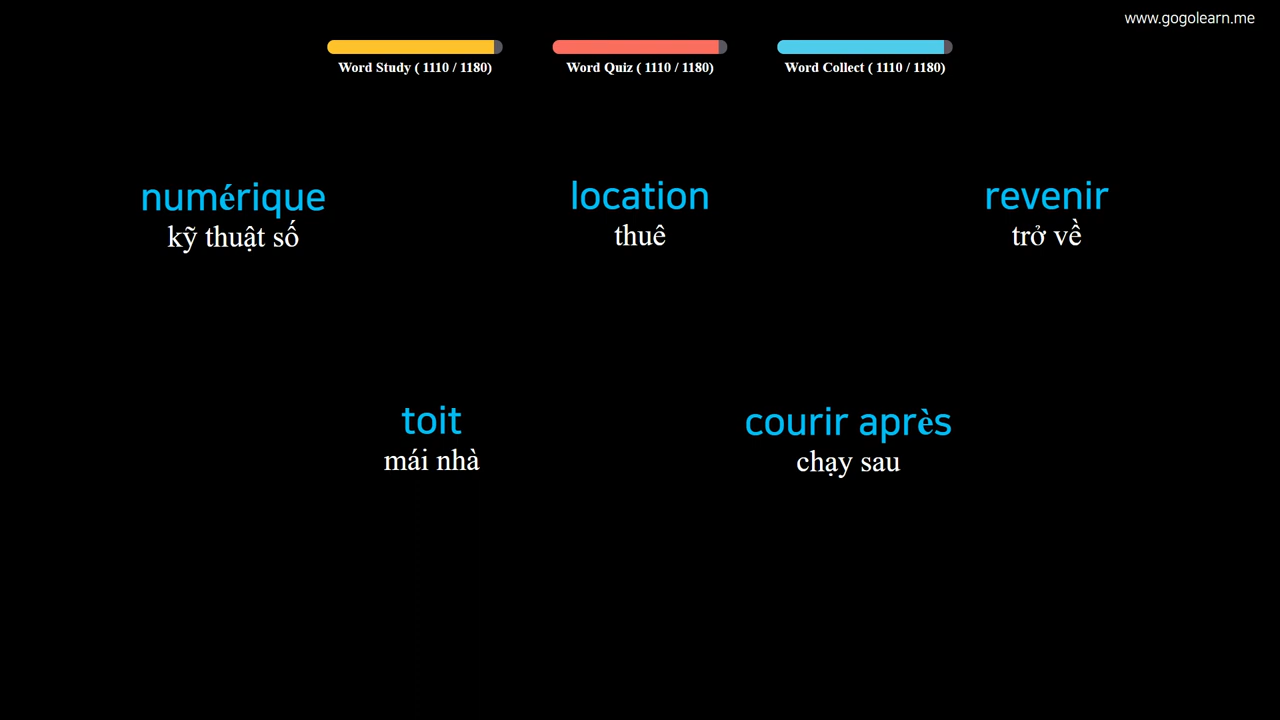 www.gogolearn.me
Word Study ( 1110 / 1180)
Word Quiz ( 1110 / 1180)
Word Collect ( 1110 / 1180)
numérique
kỹ thuật số
location
thuê
revenir
trở về
toit
mái nhà
courir après
chạy sau